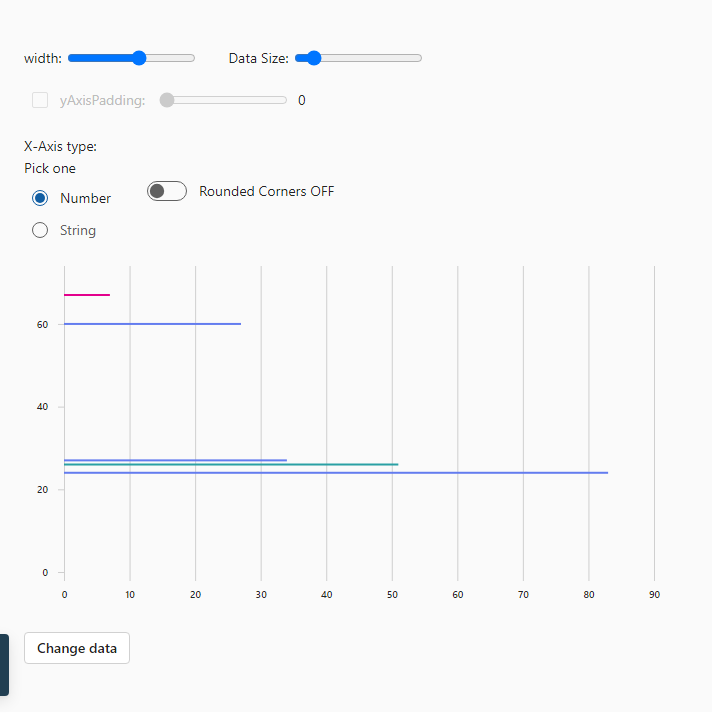 width: Data Size:
yAxisPadding: 0
X-Axis type:
Pick one
Number Rounded Corners OFF
String
60
40
20
0
0 10 20 30 40 50 60 70 80 90
Change data